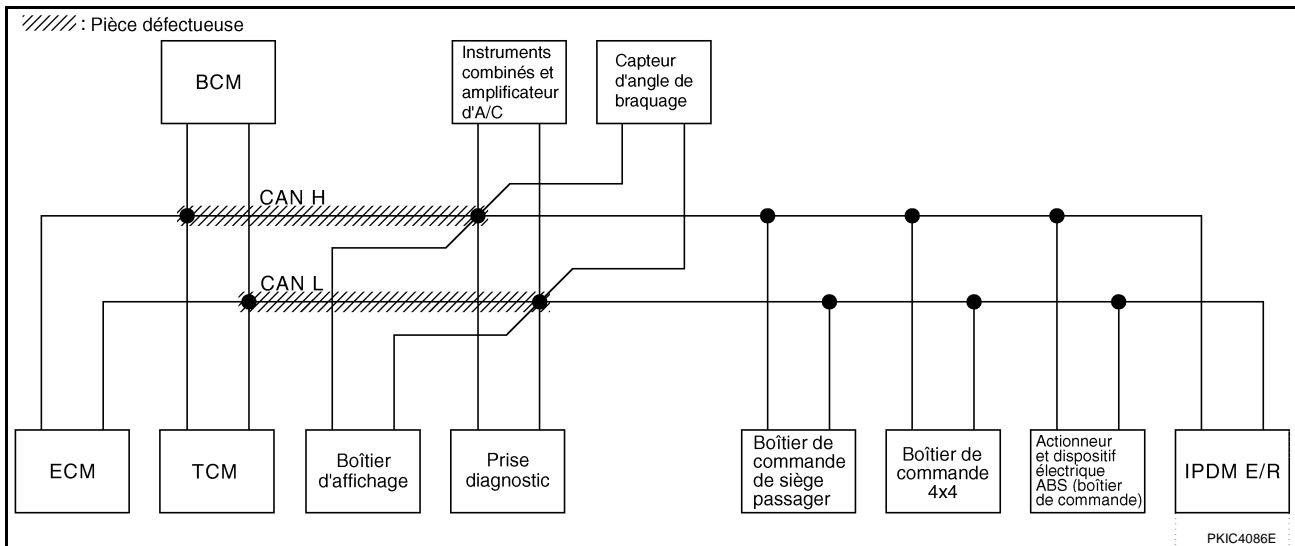 : Pièce défectueuse
BCM
Instruments
combinés et
amplificateur
d'A/C
Capteur
d'angle de
braquage
CAN H
CAN L
ECM
TCM
Boîtier
d'affichage
Prise
diagnostic
Boîtier de
commande
de siège
passager
Boîtier de
commande
4x4
Actionneur
et dispositif
électrique
ABS (boîtier
de commande)
IPDM E/R
PKIC4086E